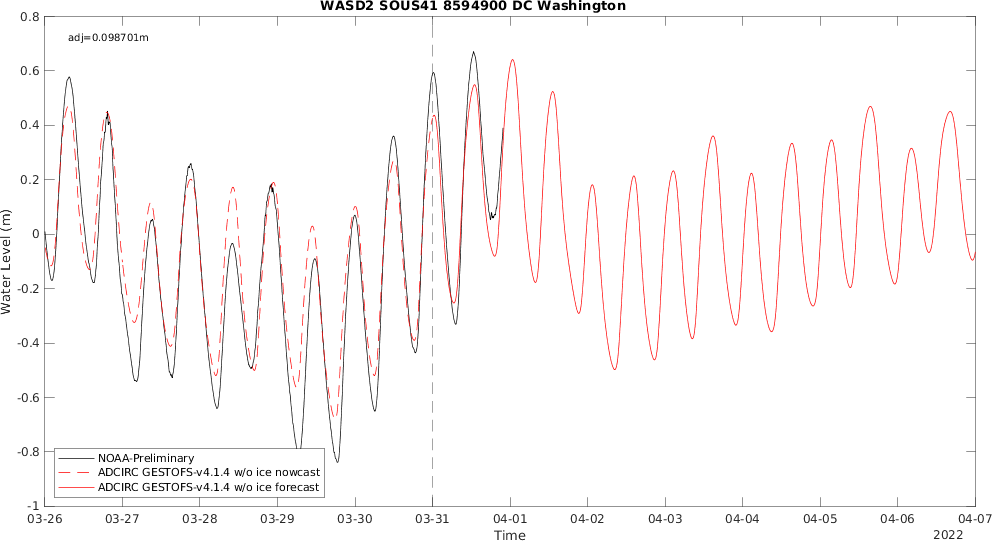 WASD2 SOUS41 8594900 DC Washington
adj=0.098701m
0.8
0.6
0.4
0.2
0
-0.2
-0.4
-0.6
-0.8
-1
Water Level (m)
NOAA-Preliminary
ADCIRC GESTOFS-v4.1.4 w/o ice nowcast
ADCIRC GESTOFS-v4.1.4 w/o ice forecast
03-26 03-27 03-28 03-29 03-30 03-31 04-01 04-02 04-03 04-04 04-05 04-06 04-07
Time
2022